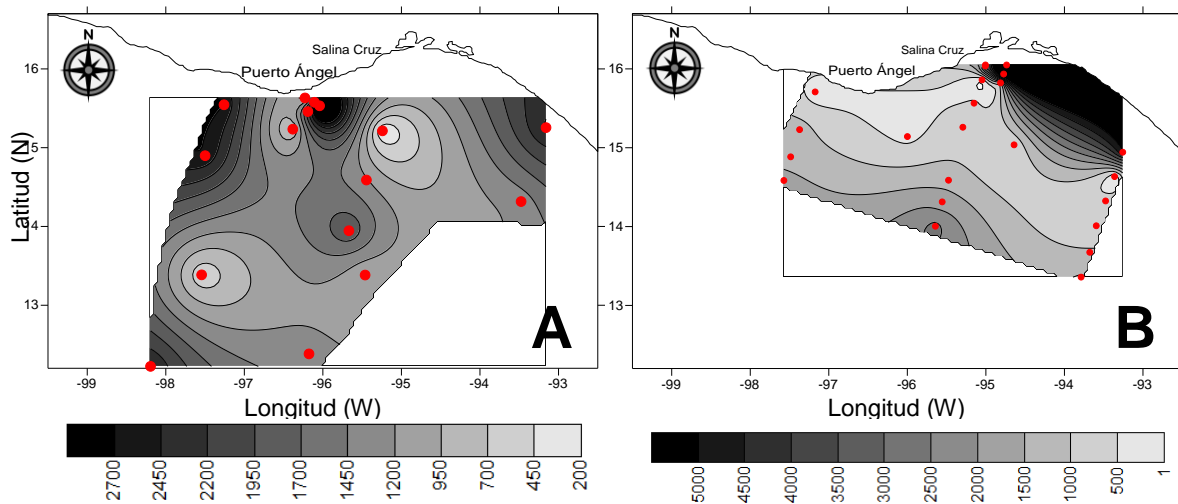 N
Salina Cruz
Puerto Ángel
16
15
14
13
Latitud (N)
A
-99 -98 -97 -96 -95 -94 -93
Longitud (W)
2700 2450 2200 1950 1700 1450 1200 950 700 450 200
N
Salina Cruz
Puerto Ángel
16
15
14
13
B
-99 -98 -97 -96 -95 -94 -93
Longitud (W)
5000 4500 4000 3500 3000 2500 2000 1500 1000 500 1